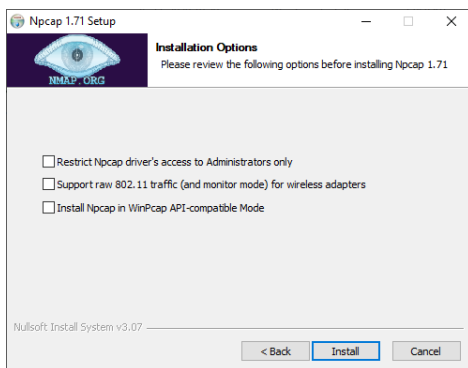 Npcap 1.71 Setup
Installation Options
Please review the following options before installing Npcap 1.71
NMAP.ORG
Restrict Npcap driver's access to Administrators only
Support raw 802.11 traffic (and monitor mode) for wireless adapters
Install Npcap in WinPcap API-compatible Mode
Nullsoft Install System v3.07
< Back
Install
Cancel